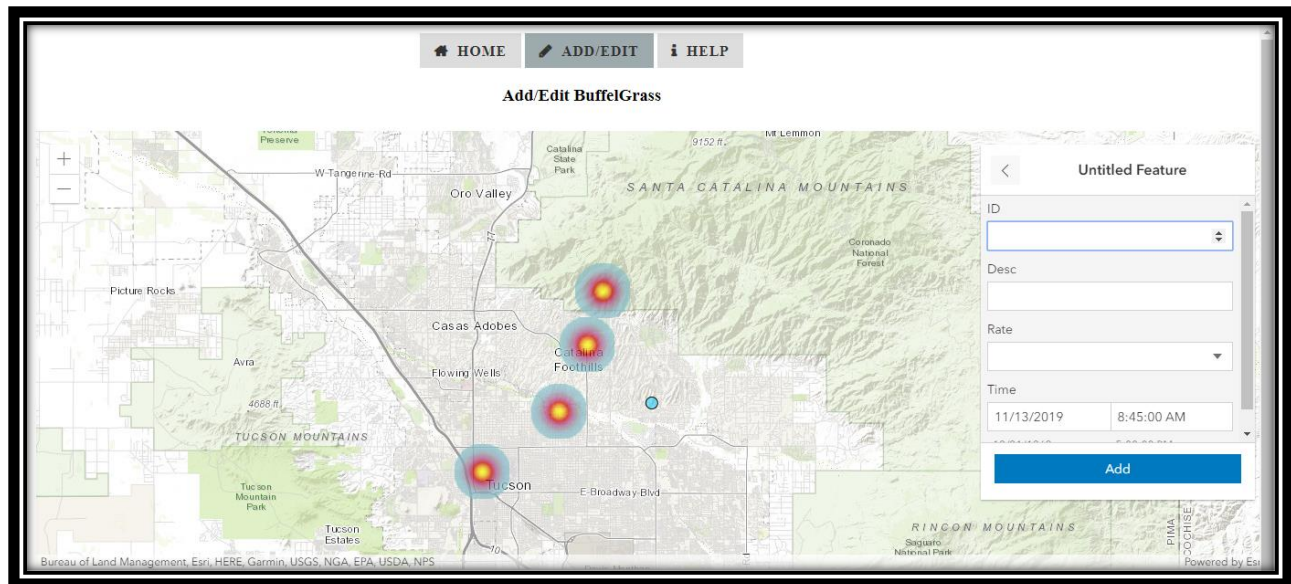 HOME ADD/EDIT i HELP
Add/Edit BuffelGrass
Mt Lemmon
Preserve
9152 ft.
Catalina
State
Park
W-Tangerine-Rd
Oro Valley
SANTA CATALINA MOUNTAINS
77
Coronado
National
Forest
Picture Rocks
Casas Adobes
Catalina
Foothills
Avra
Flowing Wells
4688 ft.
TUCSON MOUNTAINS
Tucson
E-Broadway-Blvd
Tucson
Mountain
Park
Tucson
Estates
10
RINCON MOUNTAINS
Saguaro
National Park
PIMA
COCHISE
Untitled Feature
ID
Desc
Rate
Time
11/13/2019 8:45:00 AM
Add
Bureau of Land Management, Esri, HERE, Garmin, USGS, NGA, EPA, USDA, NPS
Powered by Esri